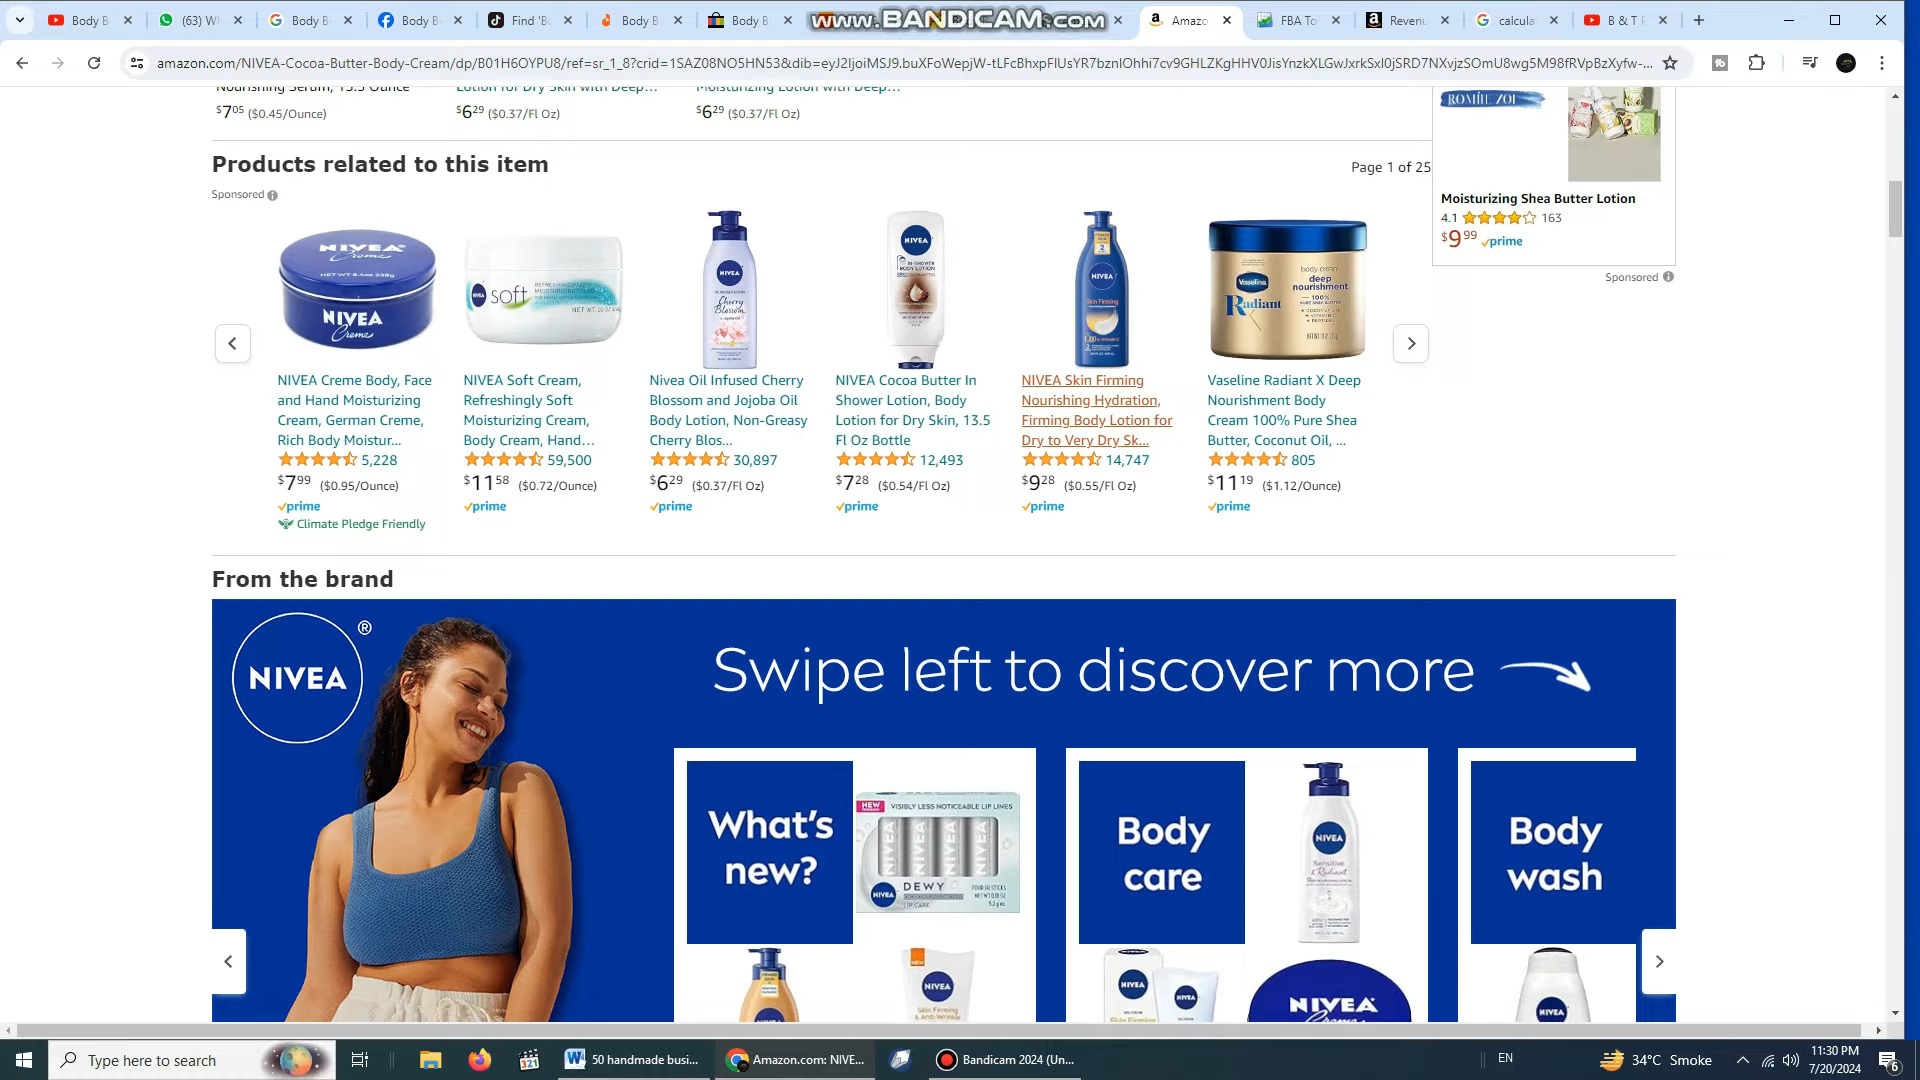 Body B
(63) W
Body B
Body B
Find 'B
Body B
Body B
www.BANDICAM.com
Amazo
FBA To
Revenu
calcula
B & T
amazon.com/NIVEA-Cocoa-Butter-Body-Cream/dp/B01H6OYPU8/ref=sr_1_8?crid=1SAZ08NO5HN53&dib=
Nourishing Serum, 15.5 Ounce
Lotion for Dry Skin with Deep...
Moisturizing Lotion with Deep...
$7.05 ($0.45/Ounce)
$6.29 ($0.37/Fl Oz)
$6.29 ($0.37/Fl Oz)
Products related to this item
Page 1 of 25
Sponsored
ROMITE ZOI
Moisturizing Shea Butter Lotion
4.1 163
$9.99 prime
Sponsored
NIVEA Creme Body, Face
and Hand Moisturizing
Cream, German Creme,
Rich Body Moistur...
5,228
$7.99 ($0.95/Ounce)
prime
Climate Pledge Friendly
NIVEA Soft Cream,
Refreshingly Soft
Moisturizing Cream,
Body Cream, Hand...
59,500
$11.58 ($0.72/Ounce)
prime
Nivea Oil Infused Cherry
Blossom and Jojoba Oil
Body Lotion, Non-Greasy
Cherry Blos...
30,897
$6.29 ($0.37/Fl Oz)
prime
NIVEA Cocoa Butter In
Shower Lotion, Body
Lotion for Dry Skin, 13.5
Fl Oz Bottle
12,493
$7.28 ($0.54/Fl Oz)
prime
NIVEA Skin Firming
Nourishing Hydration,
Firming Body Lotion for
Dry to Very Dry Sk...
14,747
$9.28 ($0.55/Fl Oz)
prime
Vaseline Radiant X Deep
Nourishment Body
Cream 100% Pure Shea
Butter, Coconut Oil, ...
805
$11.19 ($1.12/Ounce)
prime
From the brand
NIVEA ®
Swipe left to discover more
What's
new?
NEW VISIBLY LESS NOTICEABLE LIP LINES
DEWY
LIP CARE
Body
care
NIVEA
Sensitive
& Radiant
Body
wash
NIVEA
Creme
Type here to search
50 handmade busi...
Amazon.com: NIVE...
Bandicam 2024 (Un...
EN
34°C Smoke
11:30 PM
7/20/2024
6